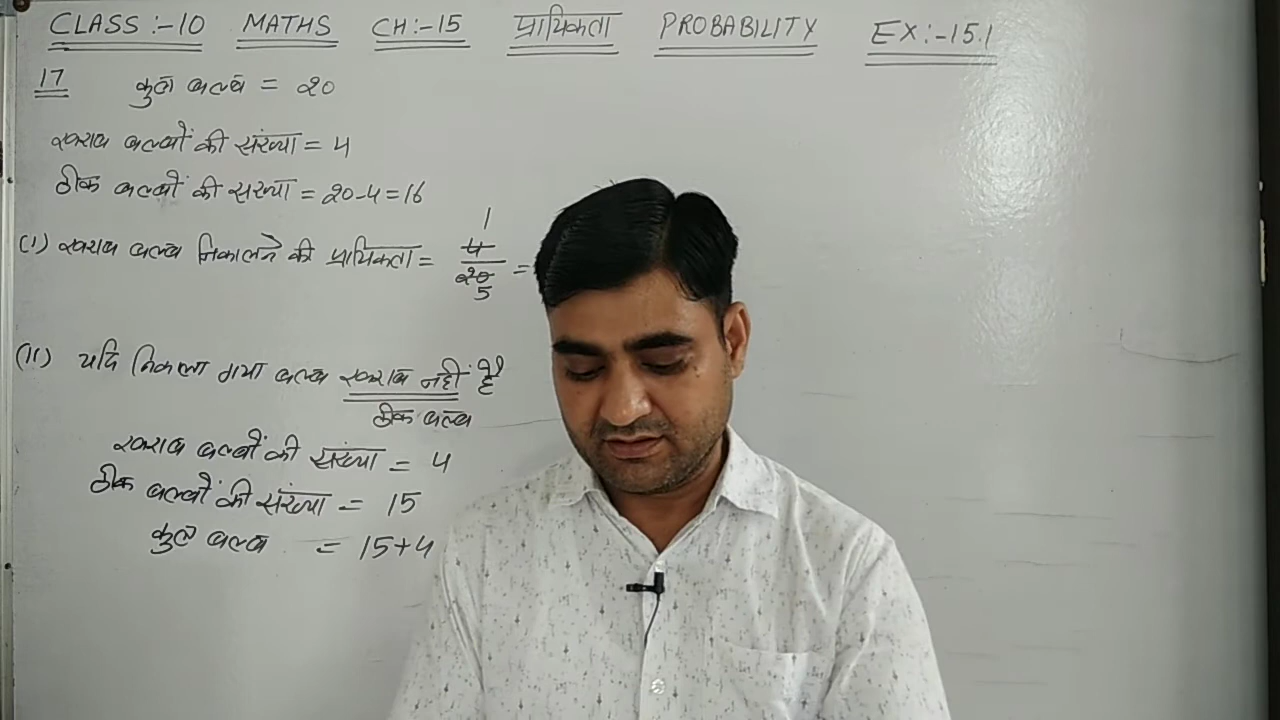 CLASS :-10 MATHS CH:-15 प्रायिकता PROBABILITY EX:-15.1
17 कुल बल्ब = 20
खराब बल्बों की संख्या = 4
ठीक बल्बों की संख्या = 20-4=16
(I) खराब बल्ब निकालने की प्रायिकता = 4/20 =
1
5
(II) यदि निकाला गया बल्ब खराब नहीं है
ठीक बल्ब
खराब बल्बों की संख्या = 4
ठीक बल्बों की संख्या = 15
कुल बल्ब = 15+4